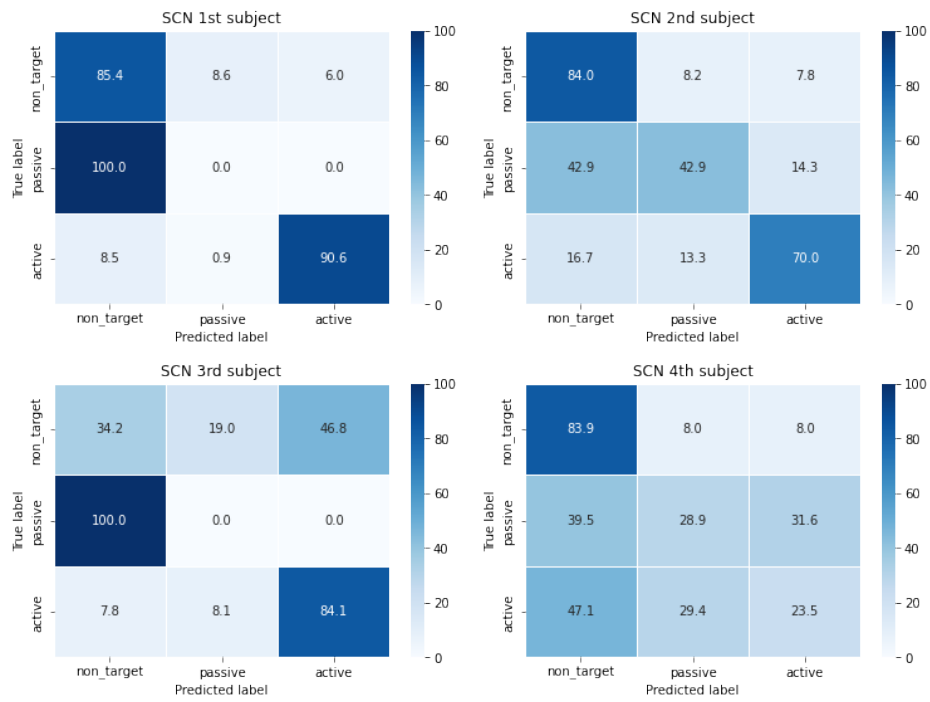 SCN 1st subject
SCN 2nd subject
non_target
85.4 8.6 6.0
100
80
60
40
20
0
True label
passive
100.0 0.0 0.0
active
8.5 0.9 90.6
non_target passive active
Predicted label
non_target
84.0 8.2 7.8
100
80
60
40
20
0
True label
passive
42.9 42.9 14.3
active
16.7 13.3 70.0
non_target passive active
Predicted label
SCN 3rd subject
SCN 4th subject
non_target
34.2 19.0 46.8
100
80
60
40
20
0
True label
passive
100.0 0.0 0.0
active
7.8 8.1 84.1
non_target passive active
Predicted label
non_target
83.9 8.0 8.0
100
80
60
40
20
0
True label
passive
39.5 28.9 31.6
active
47.1 29.4 23.5
non_target passive active
Predicted label